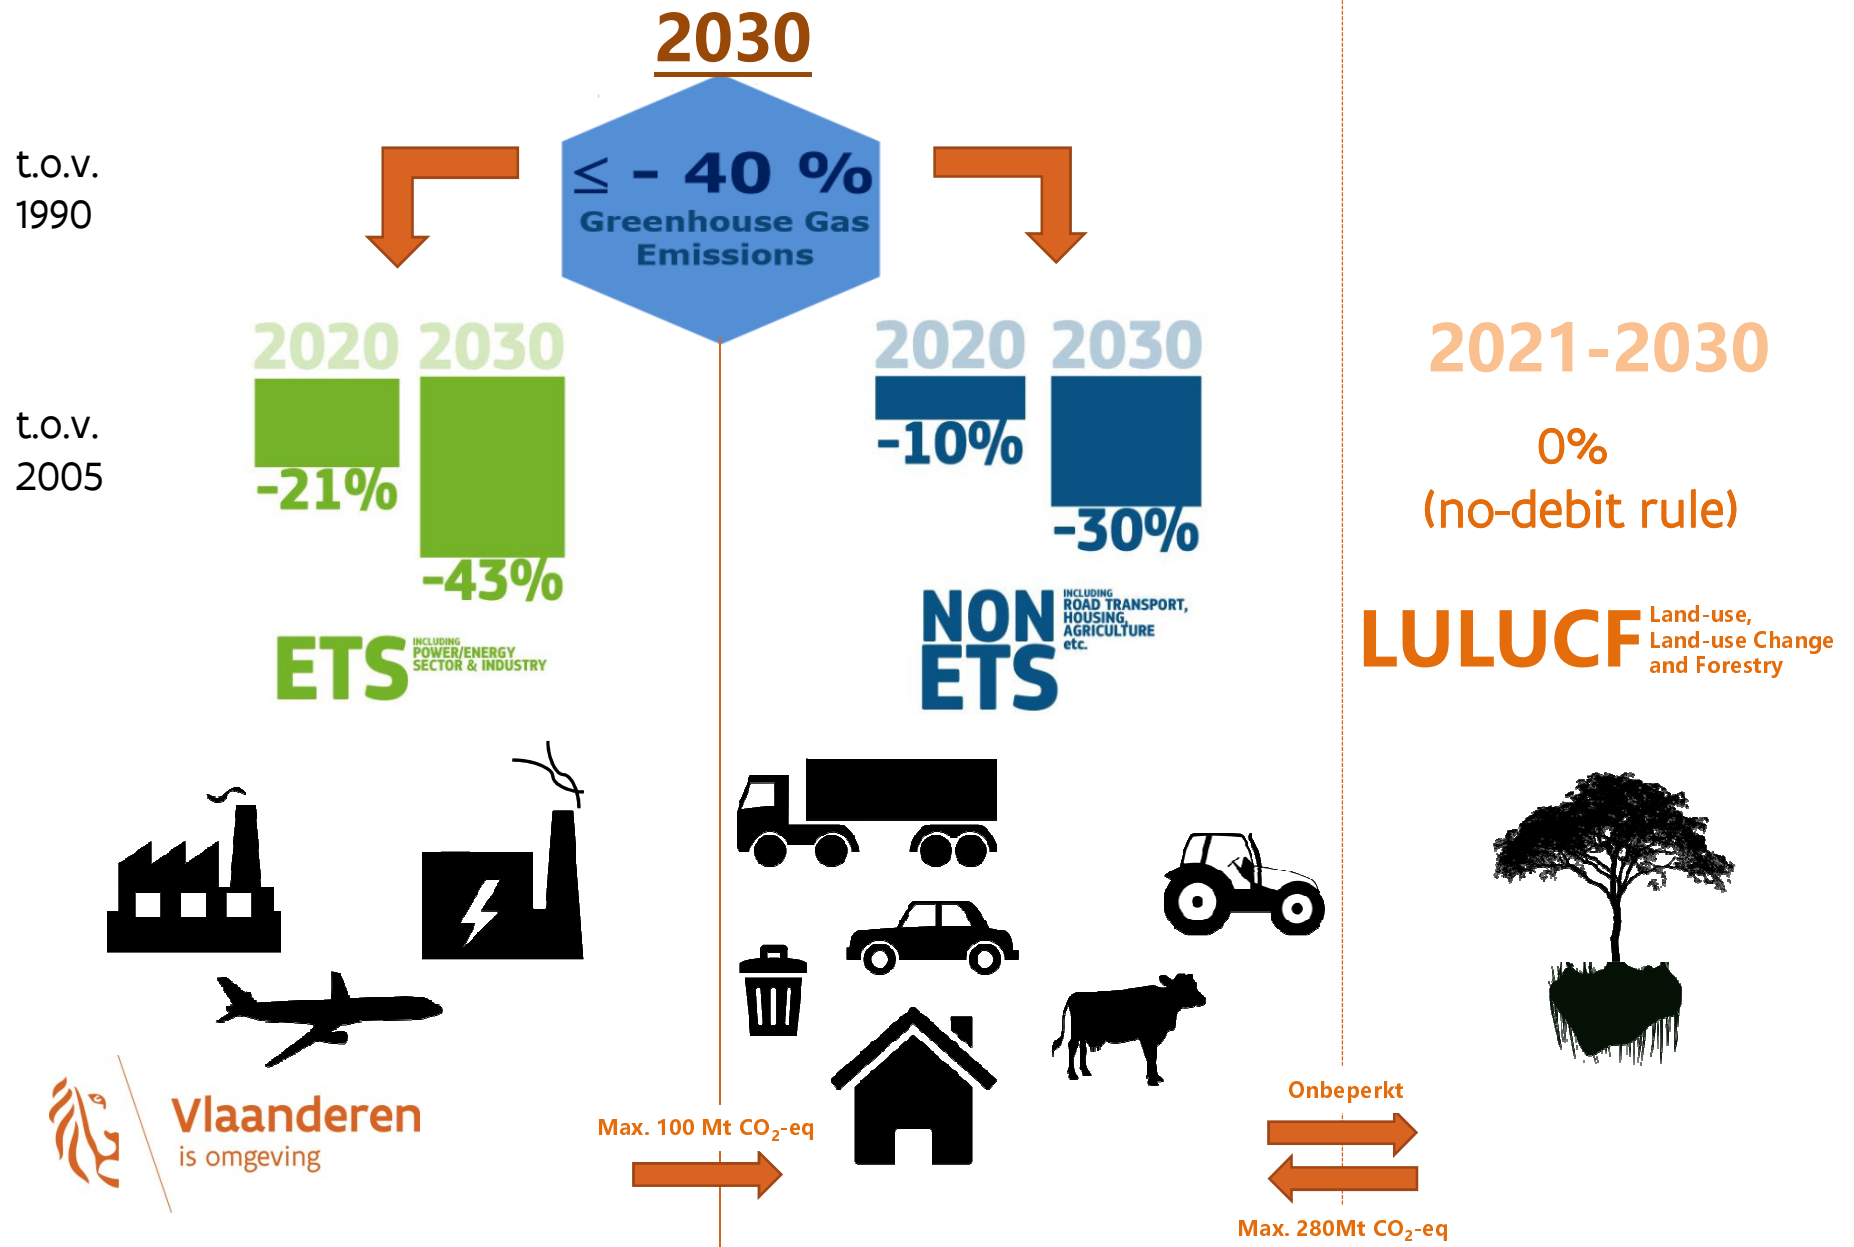 2030
t.o.v.
1990
≤ - 40 %
Greenhouse Gas
Emissions
t.o.v.
2005
2020 2030
-21%
-43%
ETS
INCLUDING
POWER/ENERGY
SECTOR & INDUSTRY
2020 2030
-10%
-30%
NON
ETS
INCLUDING
ROAD TRANSPORT,
HOUSING,
AGRICULTURE
etc.
2021-2030
0%
(no-debit rule)
LULUCF
Land-use,
Land-use Change
and Forestry
Vlaanderen
is omgeving
Max. 100 Mt CO₂-eq
Onbeperkt
Max. 280Mt CO₂-eq